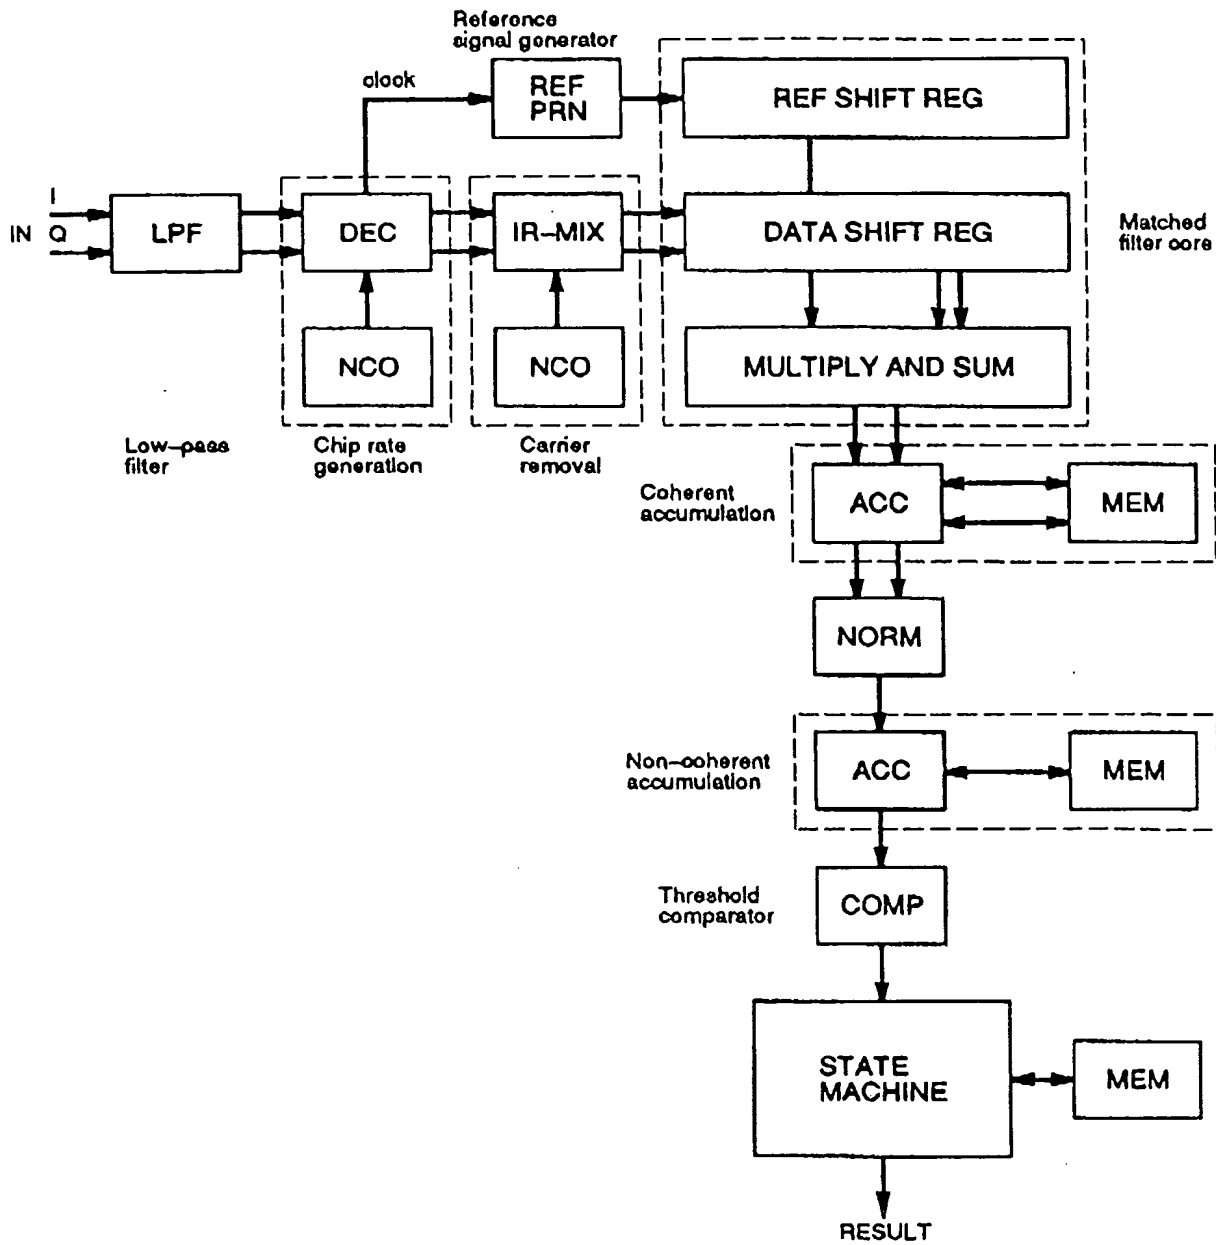 Reference
signal generator
clock
REF
PRN
REF SHIFT REG
I
IN Q
LPF
DEC
IR-MIX
DATA SHIFT REG
Matched
filter core
NCO
NCO
MULTIPLY AND SUM
Low-pass
filter
Chip rate
generation
Carrier
removal
Coherent
accumulation
ACC
MEM
NORM
Non-coherent
accumulation
ACC
MEM
Threshold
comparator
COMP
STATE
MACHINE
MEM
RESULT